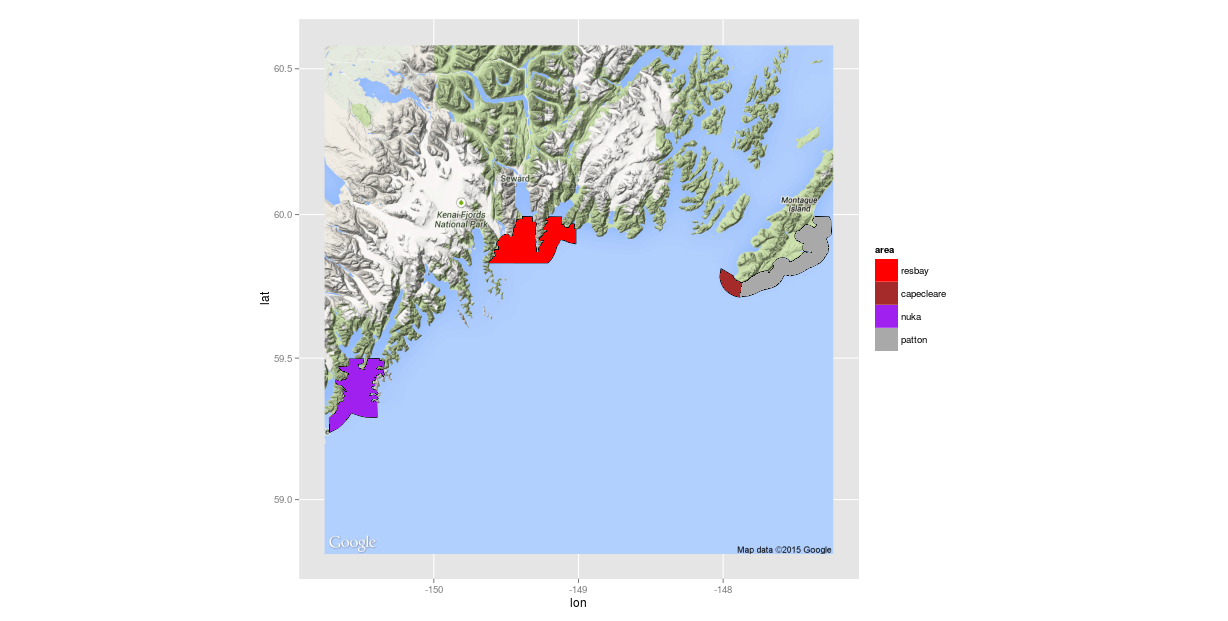 60.5
60.0
59.5
59.0
lat
Seward
Kenai Fjords
National Park
Montague
Island
Google
Map data ©2015 Google
-150
-149
-148
lon
area
resbay
capecleare
nuka
patton